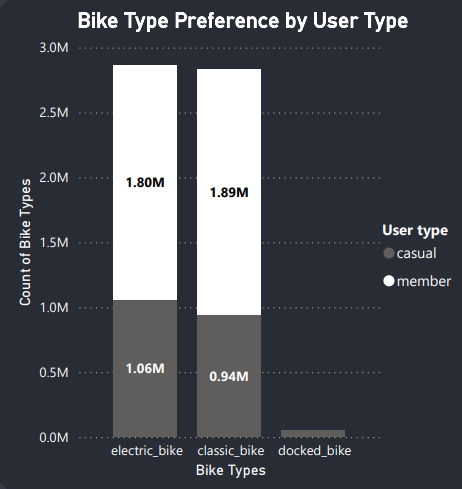 Bike Type Preference by User Type
3.0M
2.5M
2.0M
1.5M
1.0M
0.5M
0.0M
Count of Bike Types
1.80M
1.89M
1.06M
0.94M
User type
casual
member
electric_bike classic_bike docked_bike
Bike Types